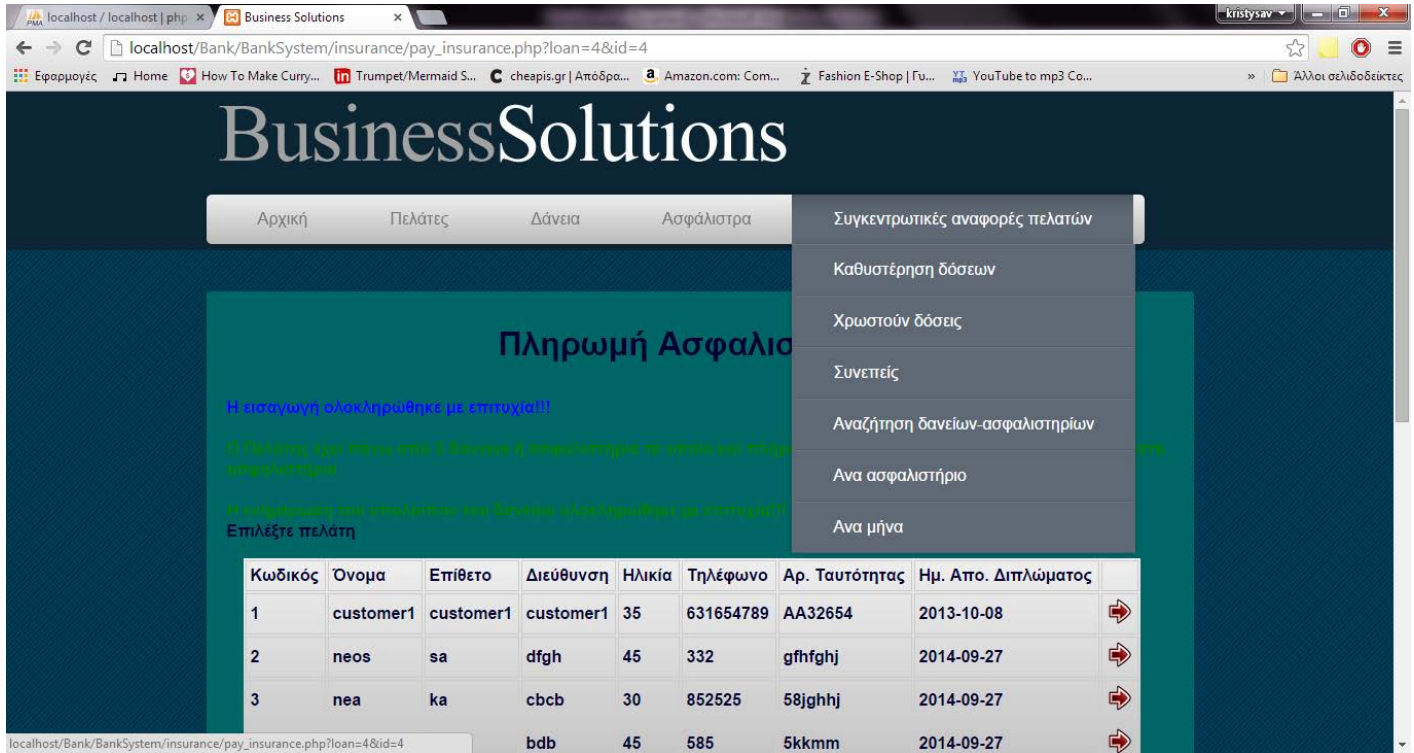 localhost / localhost | php
Business Solutions
kristysav
localhost/Bank/BankSystem/insurance/pay_insurance.php?loan=4&id=4
Εφαρμογές
Home
How To Make Curry...
Trumpet/Mermaid S...
cheapis.gr | Απόδρα...
Amazon.com: Com...
Fashion E-Shop | Γυ...
YouTube to mp3 Co...
»
Άλλοι σελιδοδείκτες
BusinessSolutions
Αρχική
Πελάτες
Δάνεια
Ασφάλιστρα
Συγκεντρωτικές αναφορές πελατών
Καθυστέρηση δόσεων
Χρωστούν δόσεις
Συνεπείς
Αναζήτηση δανείων-ασφαλιστηρίων
Ανα ασφαλιστήριο
Ανα μήνα
Πληρωμή Ασφαλισ
Η εισαγωγή ολοκληρώθηκε με επιτυχία!!!
Επιλέξτε πελάτη
Κωδικός Όνομα Επίθετο Διεύθυνση Ηλικία Τηλέφωνο Αρ. Ταυτότητας Ημ. Απο. Διπλώματος
1 customer1 customer1 customer1 35 631654789 AA32654 2013-10-08
2 neos sa dfgh 45 332 gfhfghj 2014-09-27
3 nea ka cbcb 30 852525 58jghhj 2014-09-27
bdb 45 585 5kkmm 2014-09-27
localhost/Bank/BankSystem/insurance/pay_insurance.php?loan=4&id=4